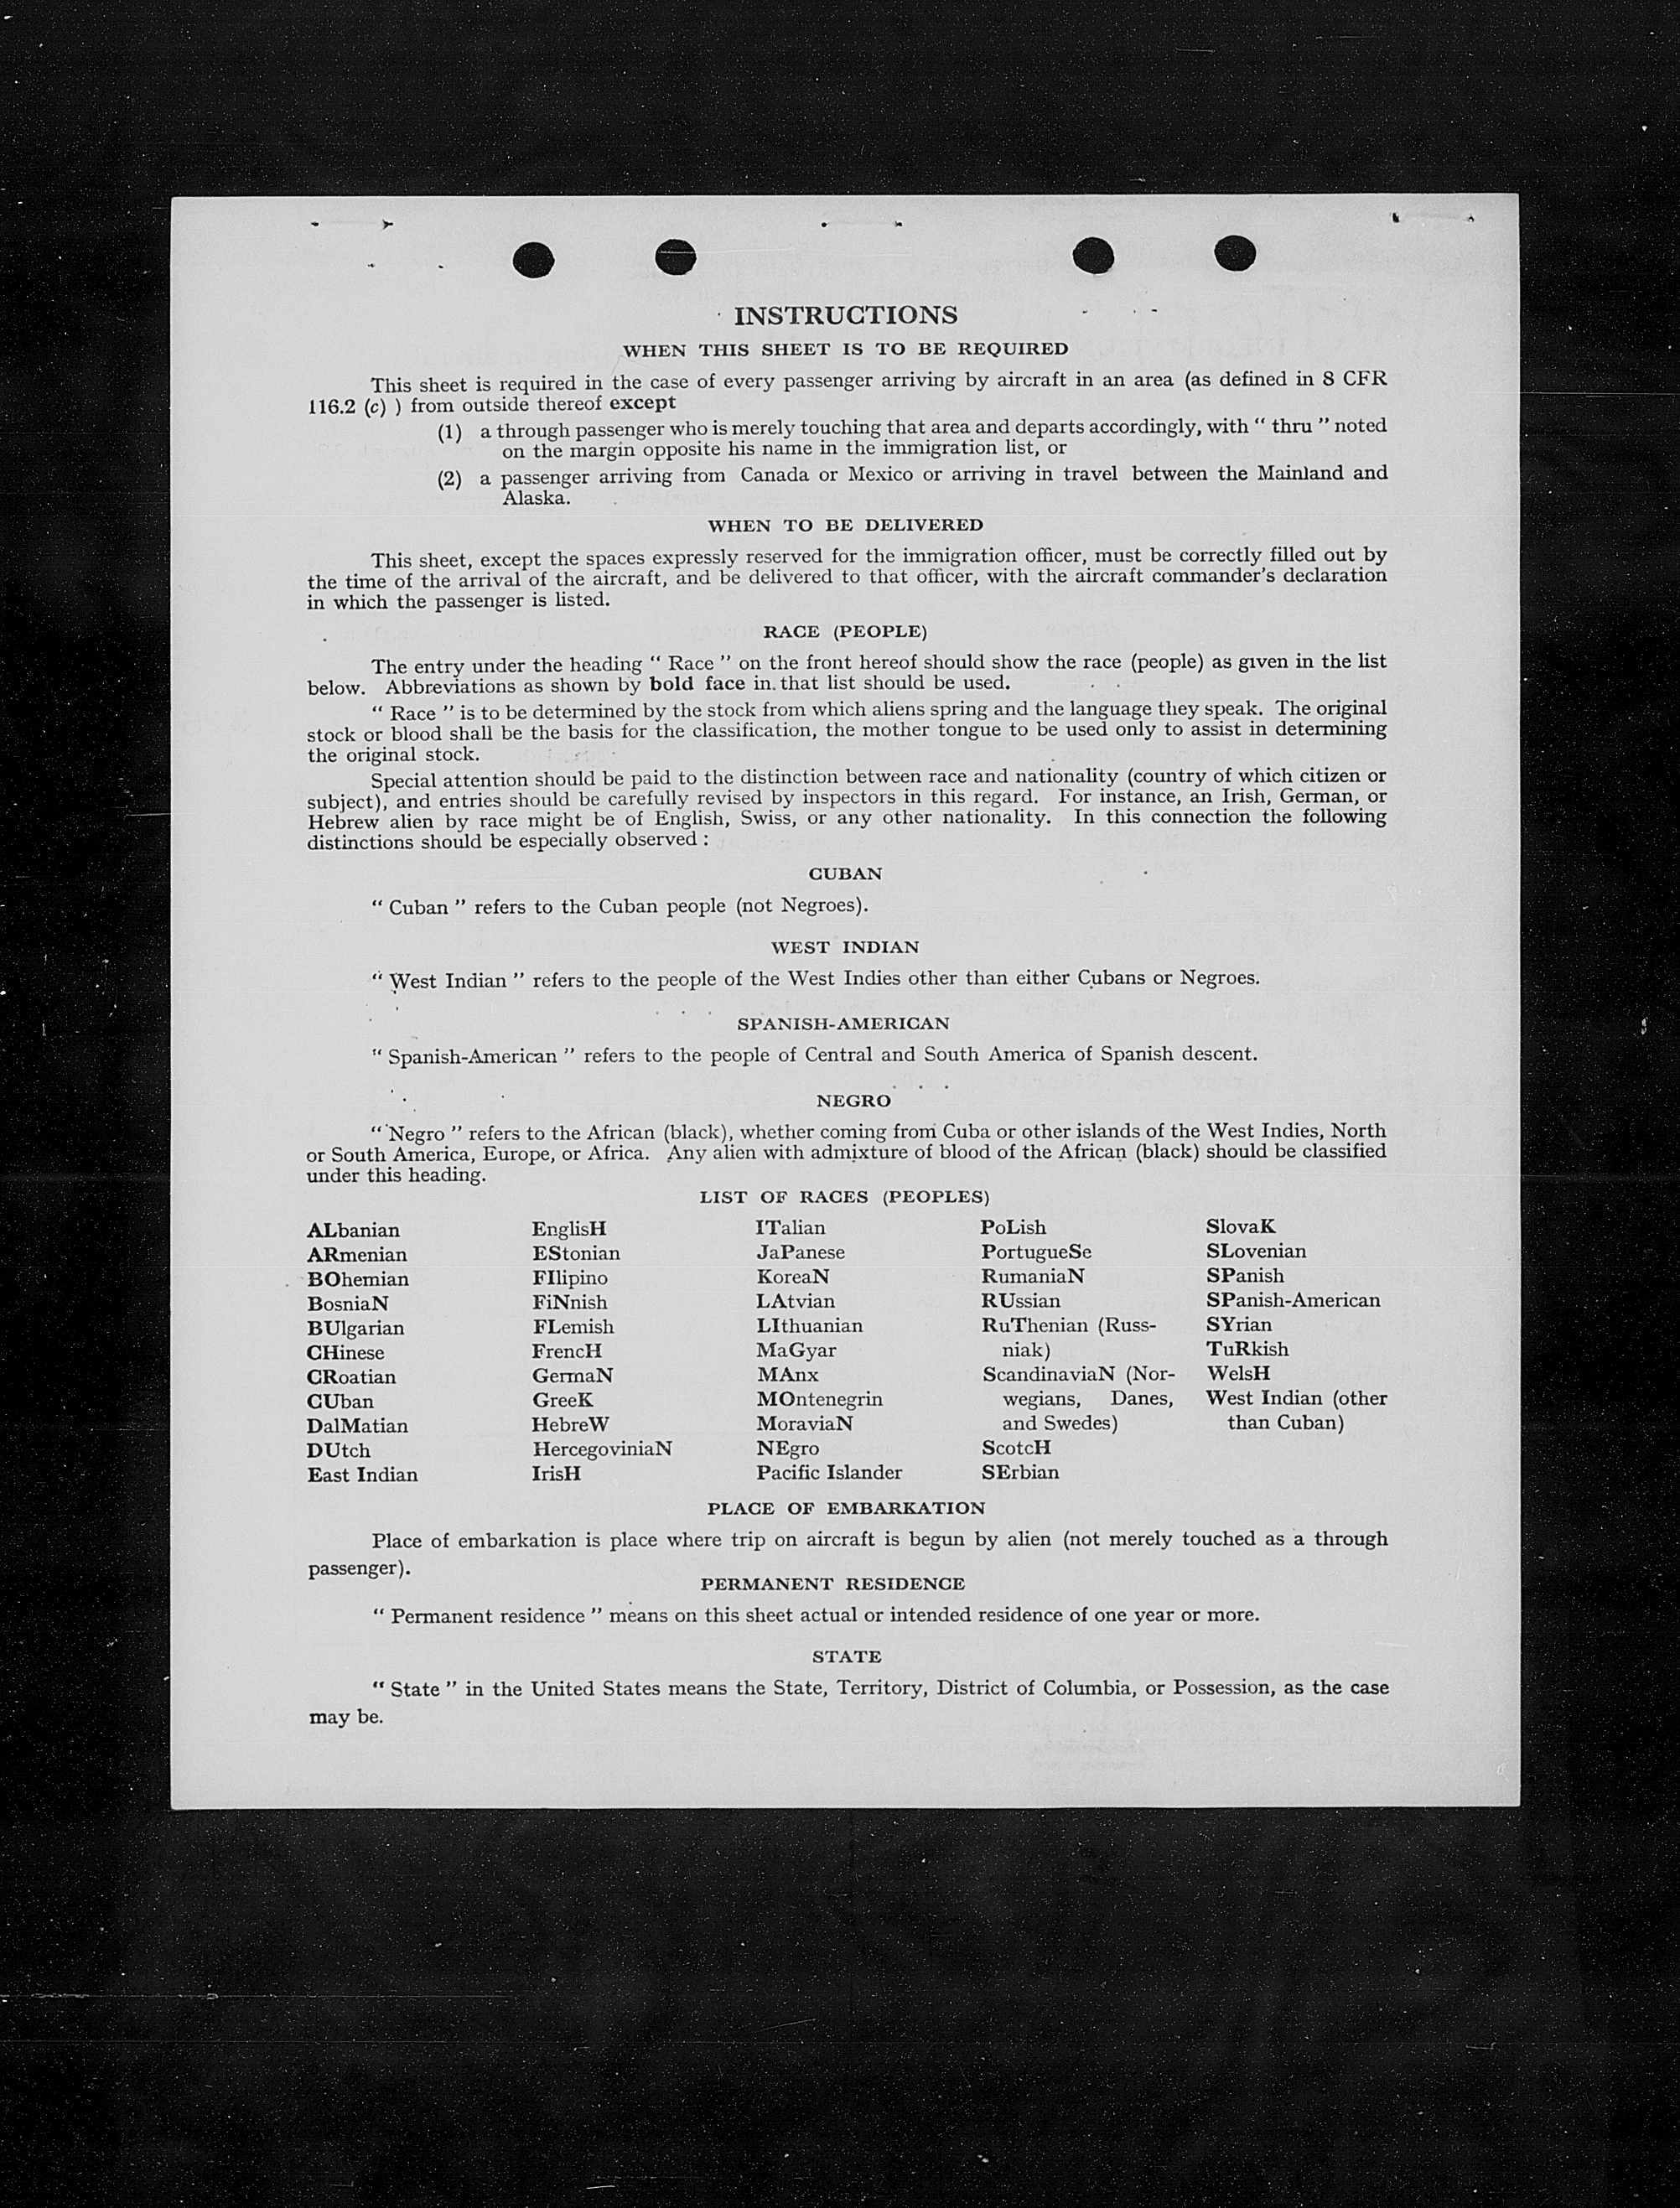 INSTRUCTIONS
WHEN THIS SHEET IS TO BE REQUIRED
This sheet is required in the case of every passenger arriving by aircraft in an area (as defined in 8 CFR
116.2 (c) ) from outside thereof except
(1) a through passenger who is merely touching that area and departs accordingly, with “ thru ” noted
on the margin opposite his name in the immigration list, or
(2) a passenger arriving from Canada or Mexico or arriving in travel between the Mainland and
Alaska.
WHEN TO BE DELIVERED
This sheet, except the spaces expressly reserved for the immigration officer, must be correctly filled out by
the time of the arrival of the aircraft, and be delivered to that officer, with the aircraft commander’s declaration
in which the passenger is listed.
RACE (PEOPLE)
The entry under the heading “ Race ” on the front hereof should show the race (people) as given in the list
below. Abbreviations as shown by bold face in that list should be used.
“ Race ” is to be determined by the stock from which aliens spring and the language they speak. The original
stock or blood shall be the basis for the classification, the mother tongue to be used only to assist in determining
the original stock.
Special attention should be paid to the distinction between race and nationality (country of which citizen or
subject), and entries should be carefully revised by inspectors in this regard. For instance, an Irish, German, or
Hebrew alien by race might be of English, Swiss, or any other nationality. In this connection the following
distinctions should be especially observed :
CUBAN
“ Cuban ” refers to the Cuban people (not Negroes).
WEST INDIAN
“ West Indian ” refers to the people of the West Indies other than either Cubans or Negroes.
SPANISH-AMERICAN
“ Spanish-American ” refers to the people of Central and South America of Spanish descent.
NEGRO
“ Negro ” refers to the African (black), whether coming from Cuba or other islands of the West Indies, North
or South America, Europe, or Africa. Any alien with admixture of blood of the African (black) should be classified
under this heading.
LIST OF RACES (PEOPLES)
ALbanian
ARmenian
BOhemian
BosniaN
BUlgarian
CHinese
CRoatian
CUban
DalMatian
DUtch
East Indian
EnglisH
EStonian
FIlipino
FiNnish
FLemish
FrencH
GermaN
GreeK
HebreW
HercegoviniaN
IrisH
ITalian
JaPanese
KoreaN
LAtvian
LIthuanian
MaGyar
MAnx
MOntenegrin
MoraviaN
NEgro
Pacific Islander
PoLish
PortugueSe
RumaniaN
RUssian
RuThenian (Russ-
niak)
ScandinaviaN (Nor-
wegians, Danes,
and Swedes)
ScotcH
SErbian
SlovaK
SLovenian
SPanish
SPanish-American
SYrian
TuRkish
WelsH
West Indian (other
than Cuban)
PLACE OF EMBARKATION
Place of embarkation is place where trip on aircraft is begun by alien (not merely touched as a through
passenger).
PERMANENT RESIDENCE
“ Permanent residence ” means on this sheet actual or intended residence of one year or more.
STATE
“ State ” in the United States means the State, Territory, District of Columbia, or Possession, as the case
may be.